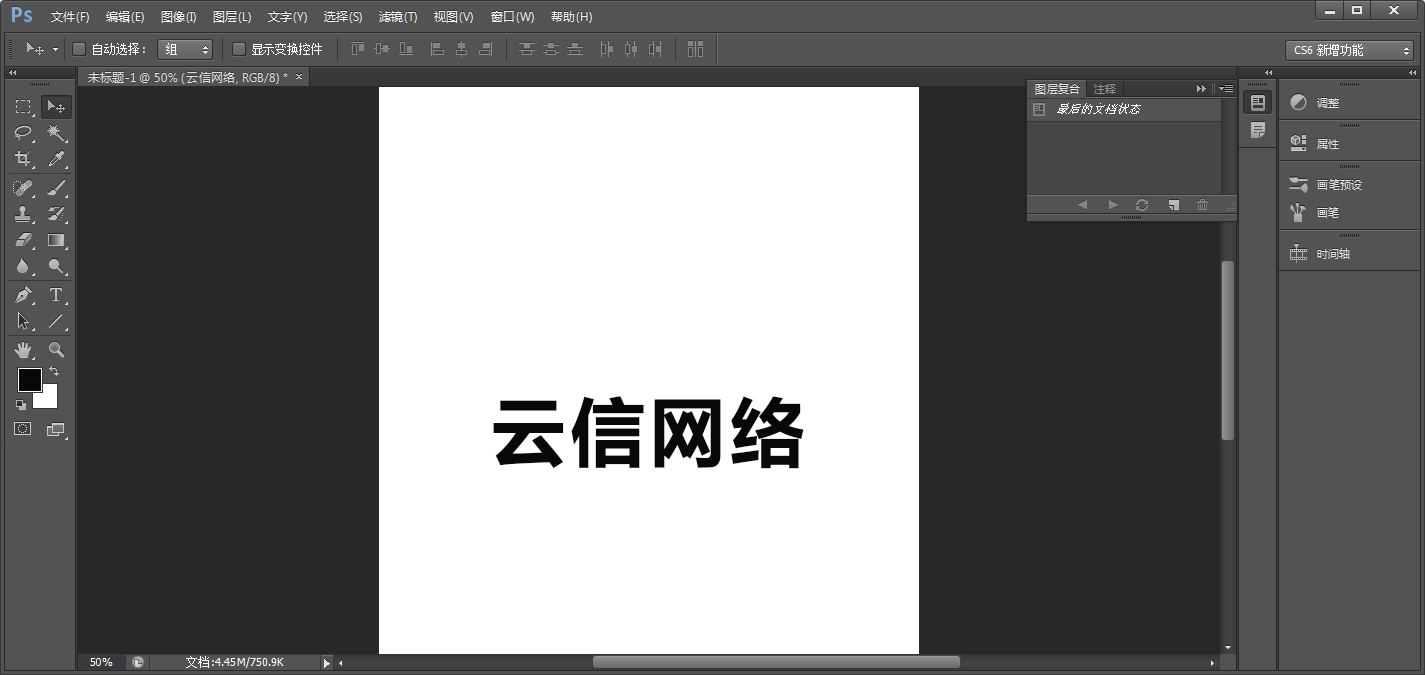 Ps 文件(F) 编辑(E) 图像(I) 图层(L) 文字(Y) 选择(S) 滤镜(T) 视图(V) 窗口(W) 帮助(H)
自动选择： 组 显示变换控件 CS6 新增功能
未标题-1 @ 50% (云信网络, RGB/8) * ×
图层复合 注释
最后的文档状态
调整
属性
画笔预设
画笔
时间轴
T
云信网络
50% 文档:4.45M/750.9K